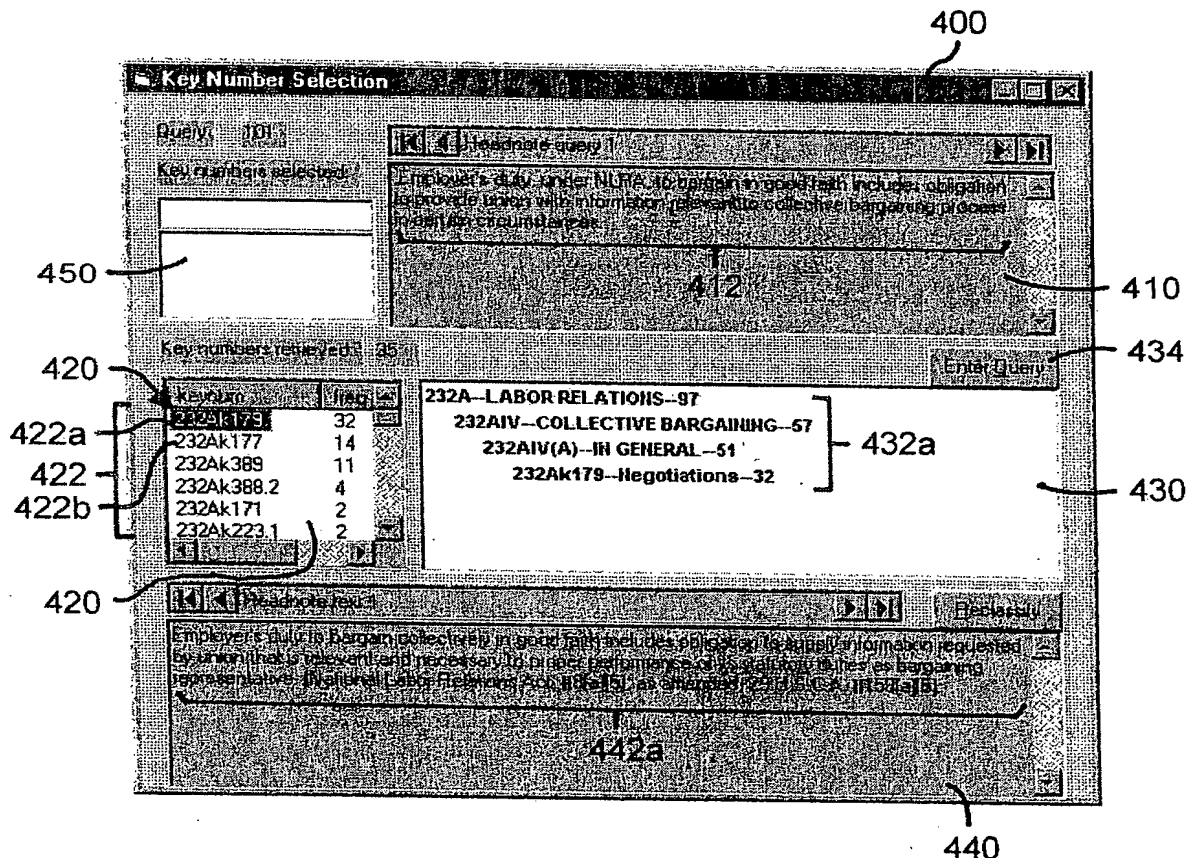 400
Key Number Selection
Query 101
Headnote query 1
Key numbers selected:
Employer's duty, under NLRA, to bargain in good faith includes obligation
to provide union with information relevant to collective bargaining process
in certain circumstances.
450
412
410
Key numbers retrieved: 35
Enter Query
434
420
keynum freq
232Ak179 32
232Ak177 14
232Ak389 11
232Ak388.2 4
232Ak171 2
232Ak223.1 2
422a
422
422b
232A--LABOR RELATIONS--97
232AIV--COLLECTIVE BARGAINING--57
232AIV(A)--IN GENERAL--51
232Ak179--Negotiations--32
432a
430
420
Headnote text 1
Reclassify
Employer's duty to bargain collectively in good faith includes obligation to supply information requested
by union that is relevant and necessary to proper performance of its statutory duties as bargaining
representative. National Labor Relations Act, as amended, 29 U.S.C.A.
442a
440